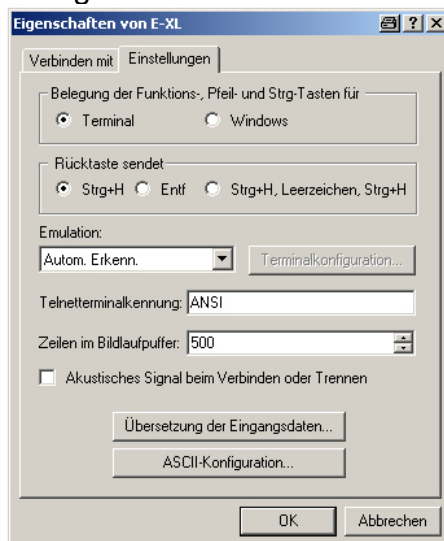 Eigenschaften von E-XL
Verbinden mit Einstellungen
Belegung der Funktions-, Pfeil- und Strg-Tasten für
Terminal Windows
Rücktaste sendet
Strg+H Entf Strg+H, Leerzeichen, Strg+H
Emulation:
Autom. Erkenn. Terminalkonfiguration...
Telnetterminalkennung: ANSI
Zeilen im Bildlaufpuffer: 500
Akustisches Signal beim Verbinden oder Trennen
Übersetzung der Eingangsdaten...
ASCII-Konfiguration...
OK Abbrechen